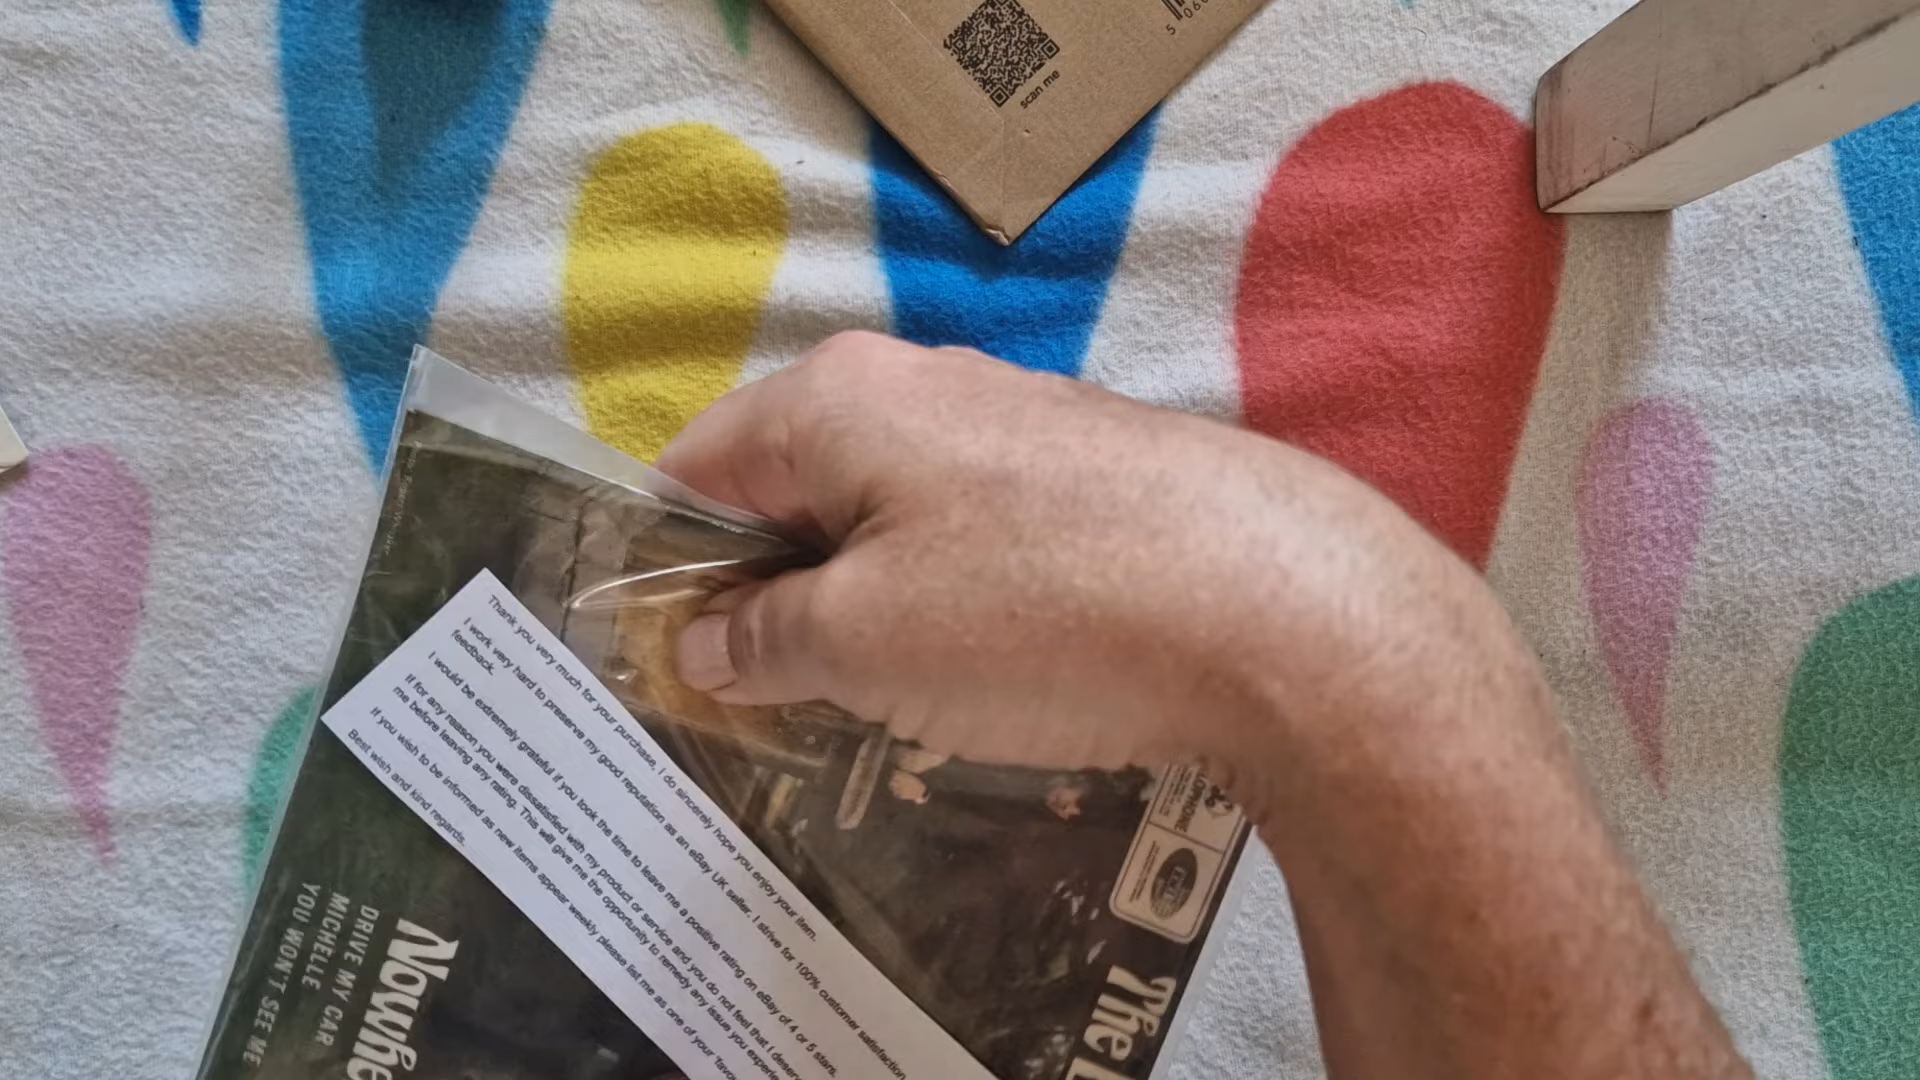 scan me
Thank you very much for your purchase, I do sincerely hope you enjoy your item.
I work very hard to preserve my good reputation as an eBay UK seller. I strive for 100% customer satisfaction
feedback.
I would be extremely grateful if you took the time to leave me a positive rating on eBay of 4 or 5 stars.
If for any reason you were dissatisfied with my product or service and you do not feel that I
me before leaving any rating. This will give me the opportunity to remedy any issue you
If you wish to be informed as new items appear weekly please list me as one of your
Best wish and kind regards.
The
Nowhe
DRIVE MY CAR
MICHELLE
YOU WON'T SEE ME